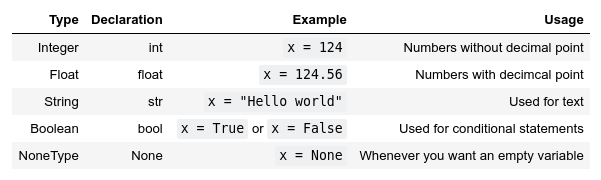 Type Declaration Example Usage
Integer int x = 124 Numbers without decimal point
Float float x = 124.56 Numbers with decimcal point
String str x = "Hello world" Used for text
Boolean bool x = True or x = False Used for conditional statements
NoneType None x = None Whenever you want an empty variable